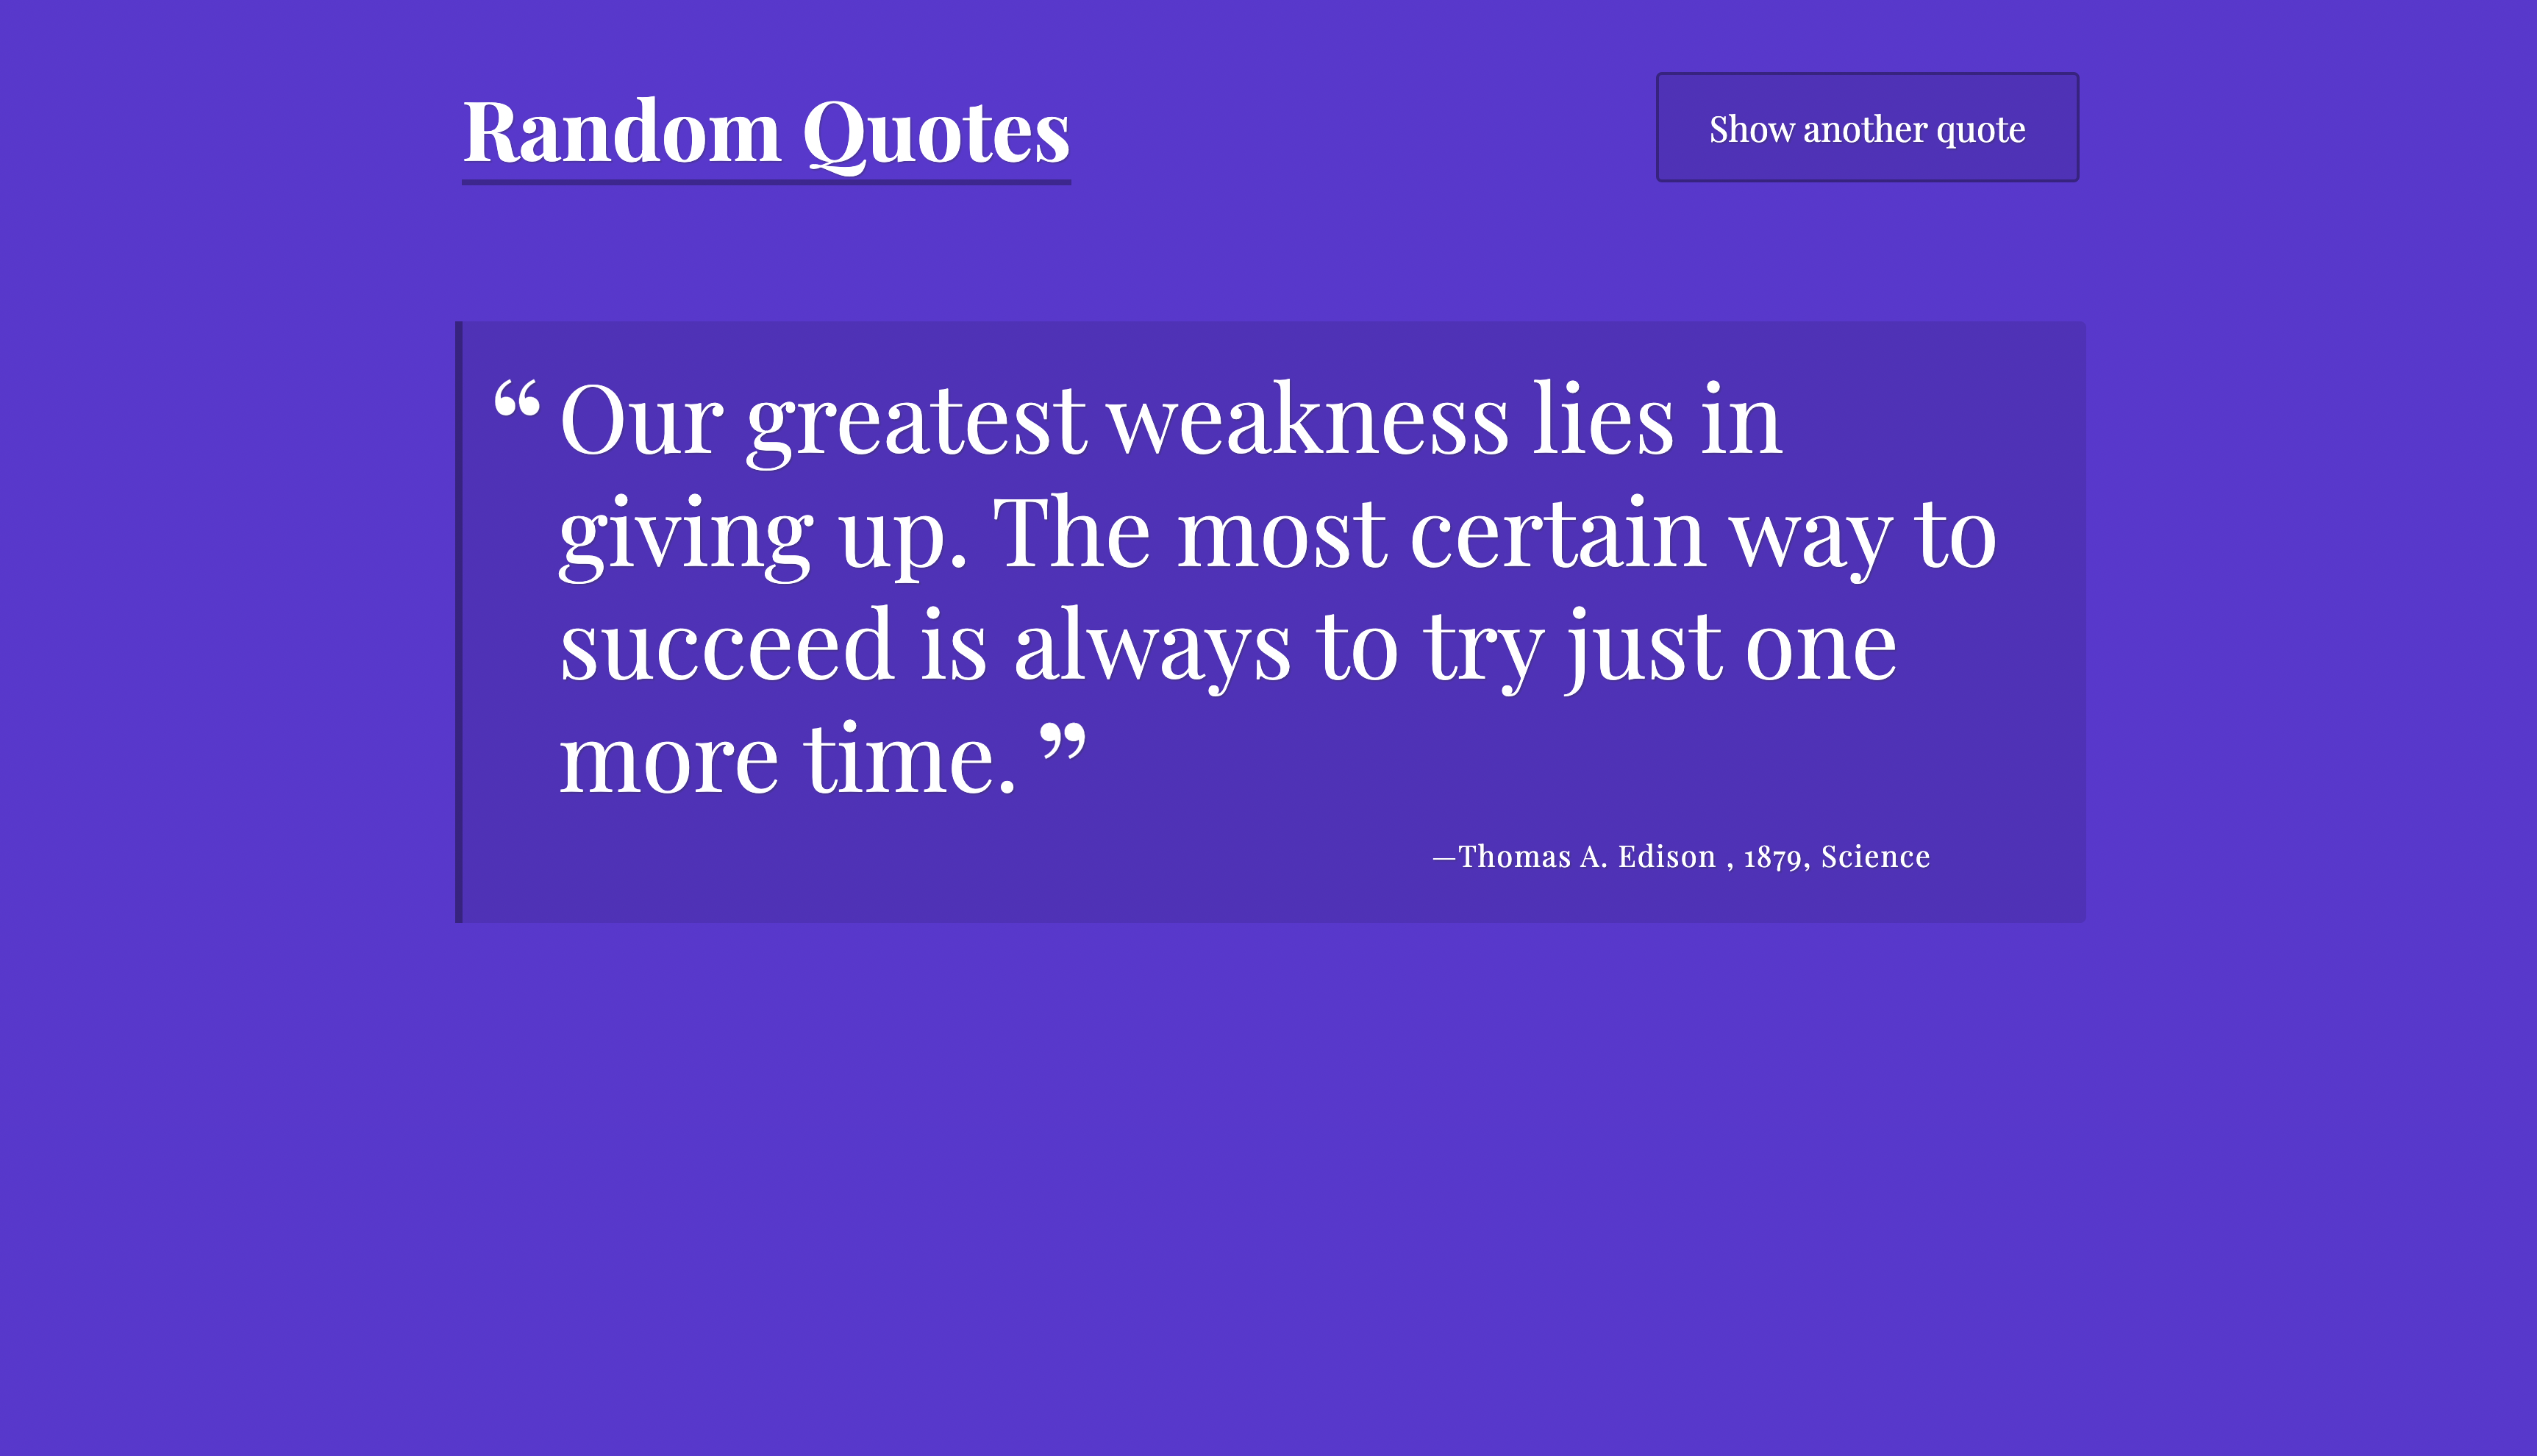 Random Quotes
Show another quote
“ Our greatest weakness lies in
giving up. The most certain way to
succeed is always to try just one
more time. ”
—Thomas A. Edison , 1879, Science